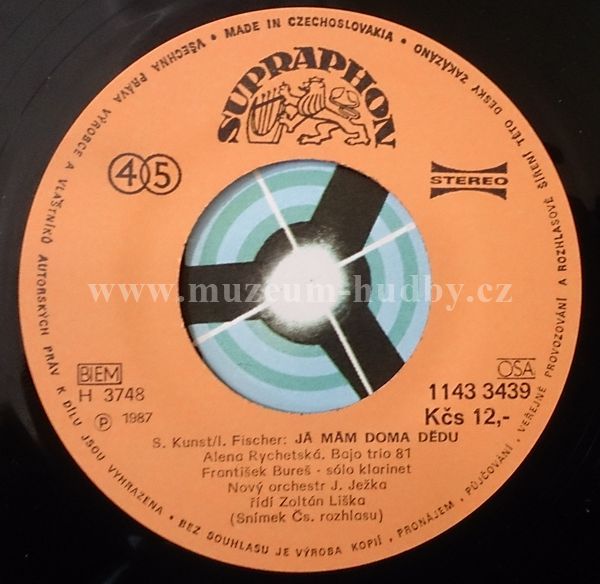 VŠECHNA PRÁVA VÝROBCE A VLASTNÍKŮ AUTORSKÝCH PRÁV K DÍLU JSOU VYHRAZENA • BEZ SOUHLASU JE VÝROBA KOPIÍ, PRONÁJEM, PŮJČOVÁNÍ, VEŘEJNÉ PROVOZOVÁNÍ A ROZHLASOVÉ ŠÍŘENÍ TÉTO DESKY ZAKÁZÁNO • MADE IN CZECHOSLOVAKIA •
SUPRAPHON
45
STEREO
www.muzeum-hudby.cz
BIEM
OSA
H 3748
1143 3439
Ⓟ 1987
Kčs 12,-
S. Kunst/I. Fischer: JÁ MÁM DOMA DĚDU
Alena Rychetská. Bajo trio 81
František Bureš - sólo klarinet
Nový orchestr J. Ježka
řídí Zoltán Liška
(Snímek Čs. rozhlasu)